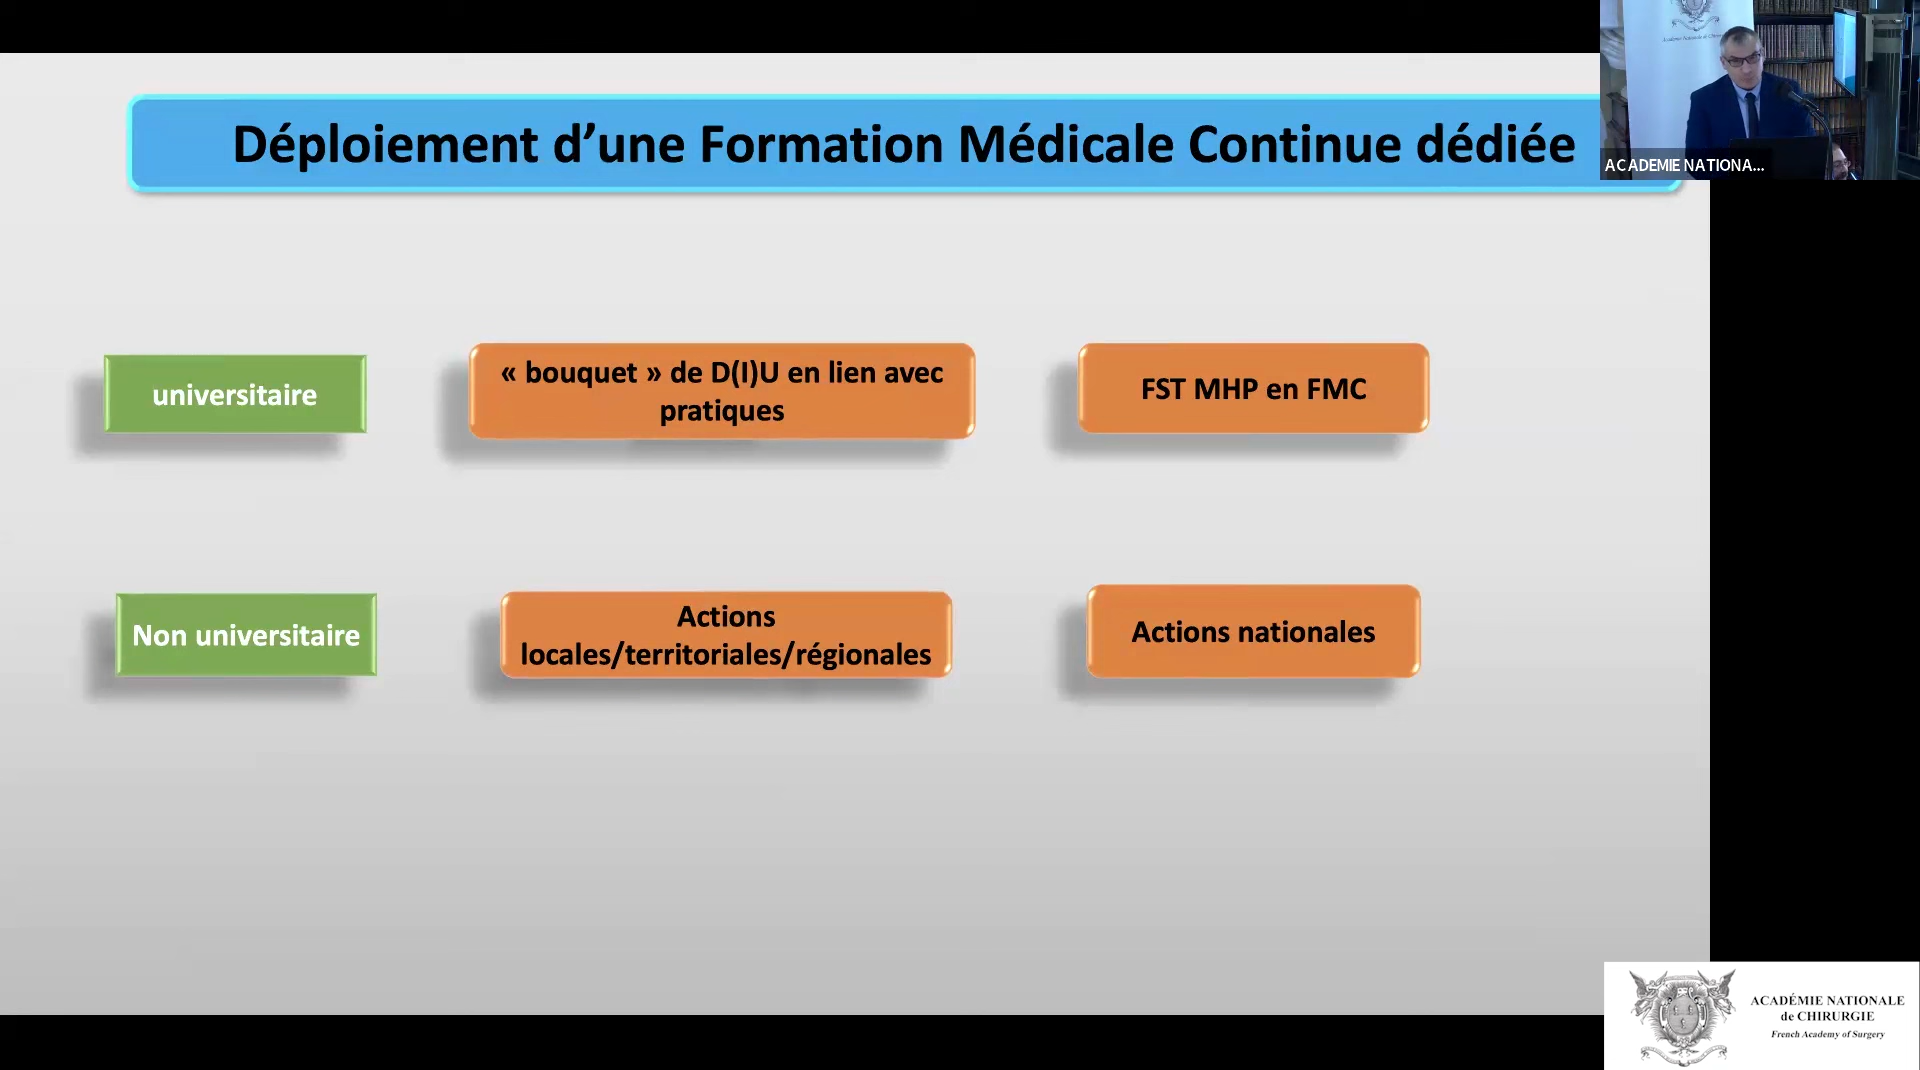 Déploiement d’une Formation Médicale Continue dédiée
ACADEMIE NATIONA...
universitaire
« bouquet » de D(I)U en lien avec
pratiques
FST MHP en FMC
Non universitaire
Actions
locales/territoriales/régionales
Actions nationales
ACADÉMIE NATIONALE
de CHIRURGIE
French Academy of Surgery